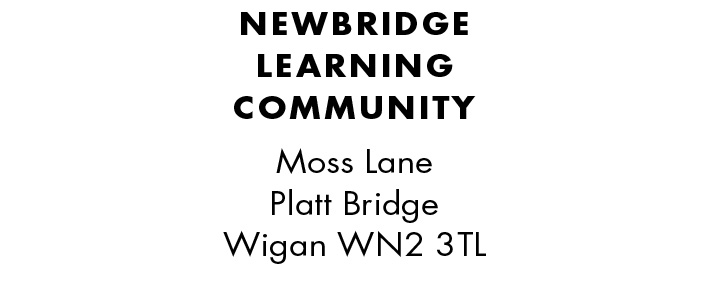 NEWBRIDGE
LEARNING
COMMUNITY
Moss Lane
Platt Bridge
Wigan WN2 3TL